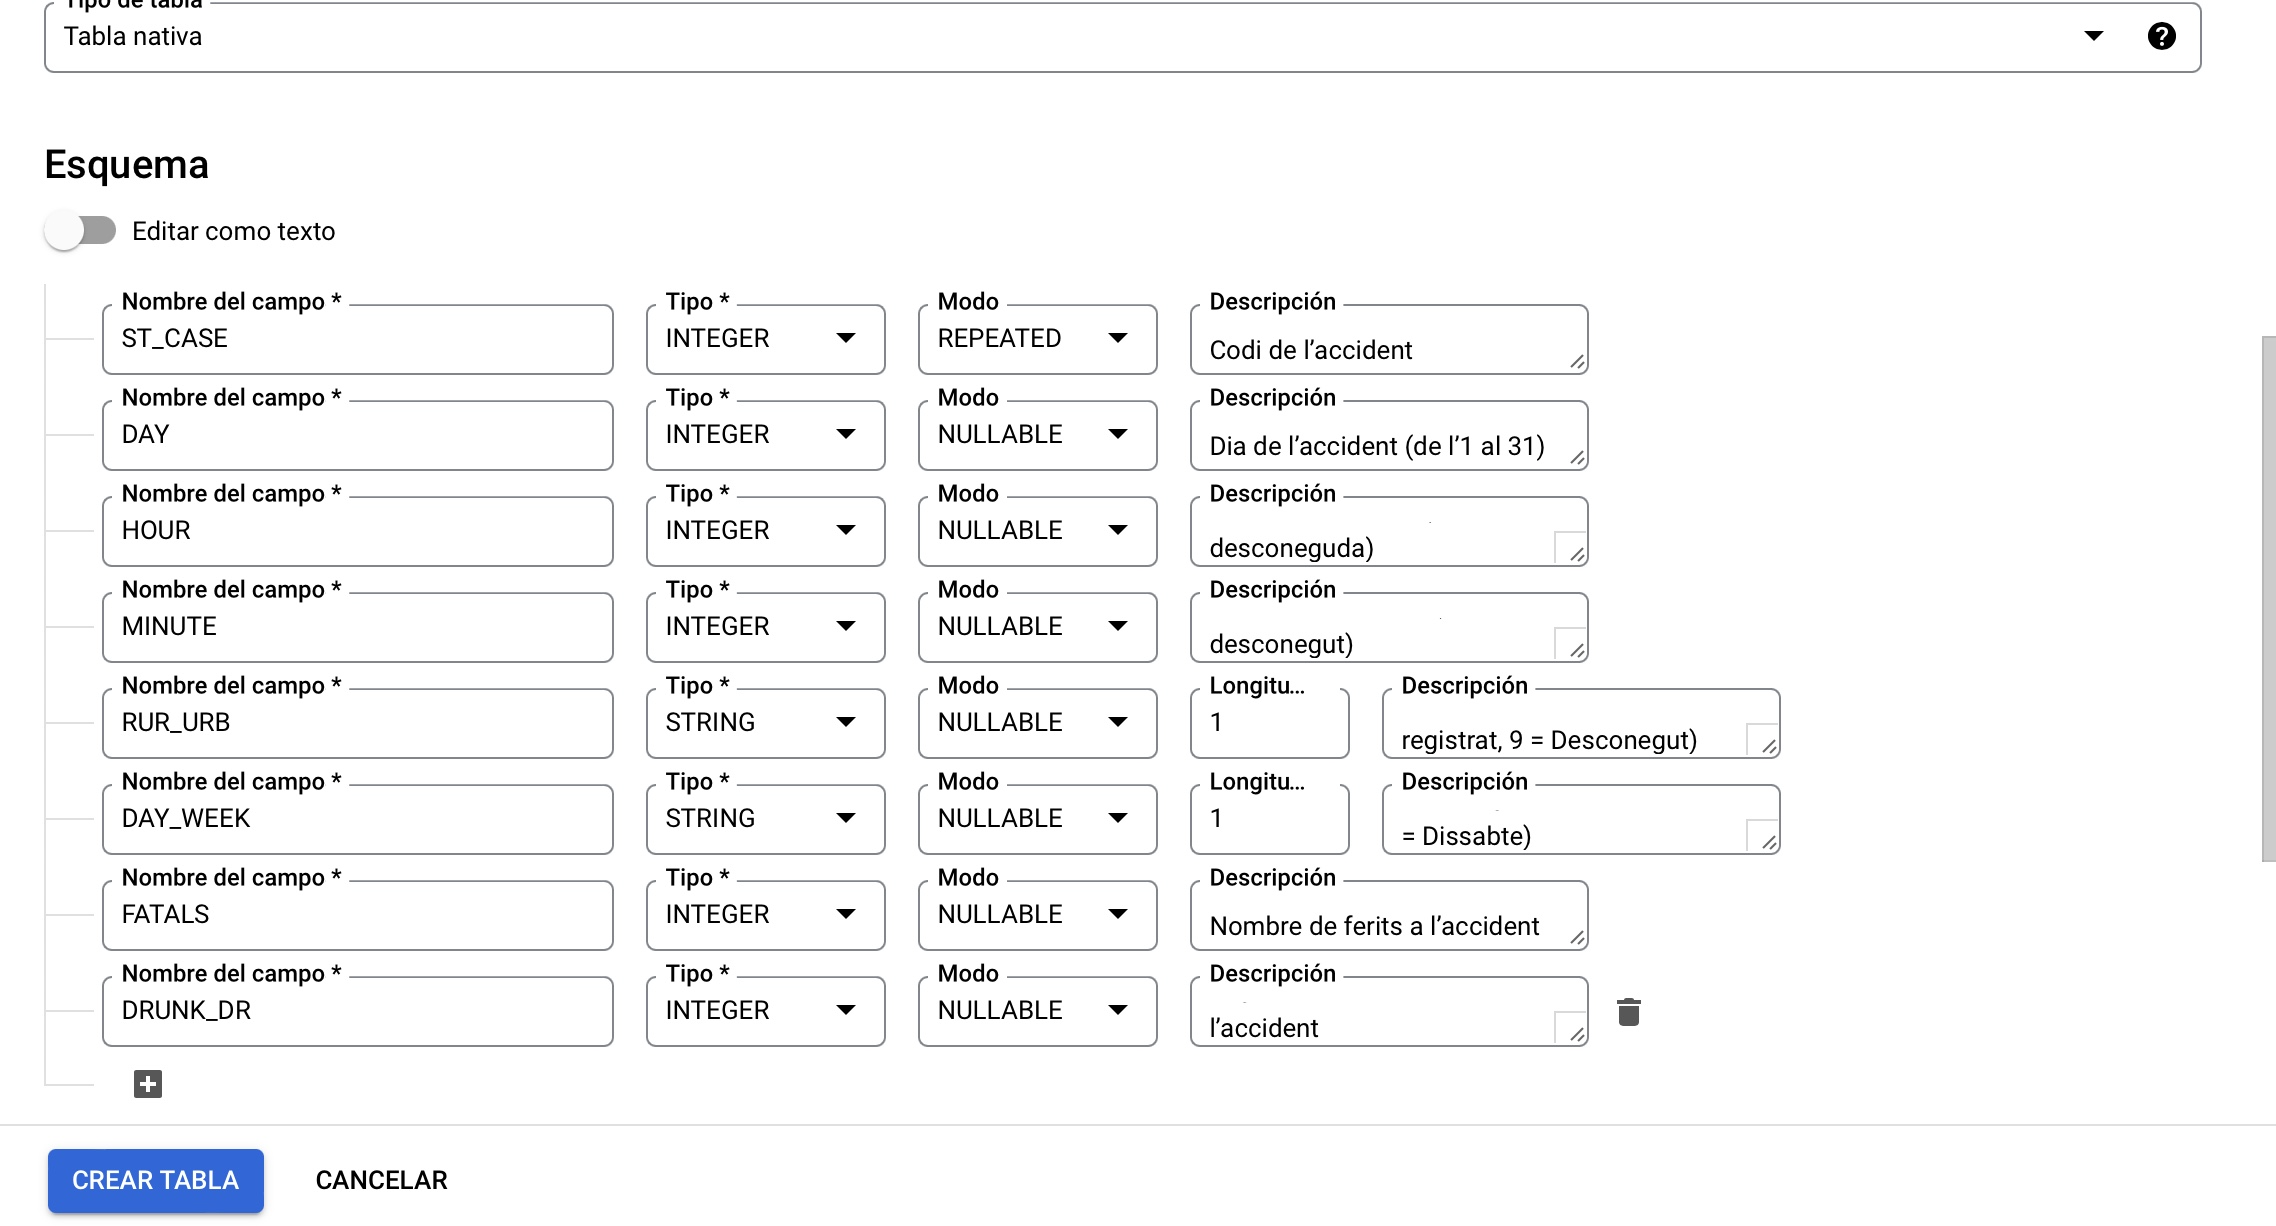 Tipo de tabla
Tabla nativa
Esquema
Editar como texto
Nombre del campo * Tipo * Modo Descripción
ST_CASE INTEGER REPEATED Codi de l’accident
Nombre del campo * Tipo * Modo Descripción
DAY INTEGER NULLABLE Dia de l’accident (de l’1 al 31)
Nombre del campo * Tipo * Modo Descripción
HOUR INTEGER NULLABLE desconeguda)
Nombre del campo * Tipo * Modo Descripción
MINUTE INTEGER NULLABLE desconegut)
Nombre del campo * Tipo * Modo Longitu... Descripción
RUR_URB STRING NULLABLE 1 registrat, 9 = Desconegut)
Nombre del campo * Tipo * Modo Longitu... Descripción
DAY_WEEK STRING NULLABLE 1 = Dissabte)
Nombre del campo * Tipo * Modo Descripción
FATALS INTEGER NULLABLE Nombre de ferits a l’accident
Nombre del campo * Tipo * Modo Descripción
DRUNK_DR INTEGER NULLABLE l’accident
CREAR TABLA CANCELAR